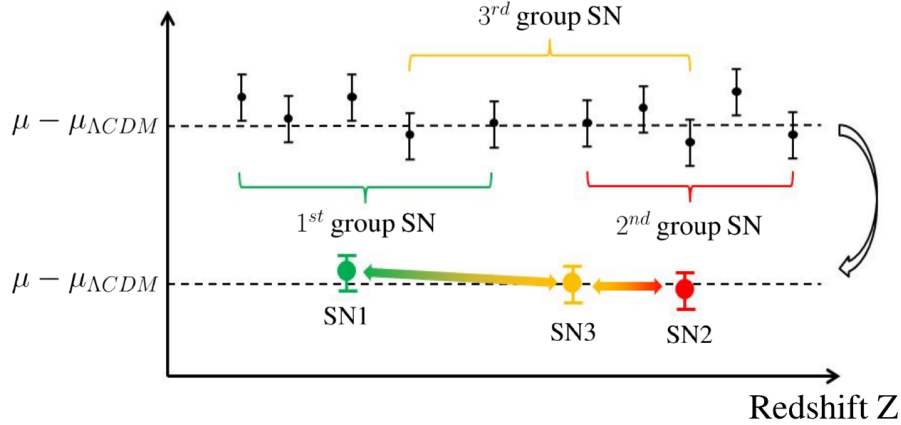 3rd group SN
μ − μΛCDM
1st group SN
2nd group SN
μ − μΛCDM
SN1
SN3
SN2
Redshift Z